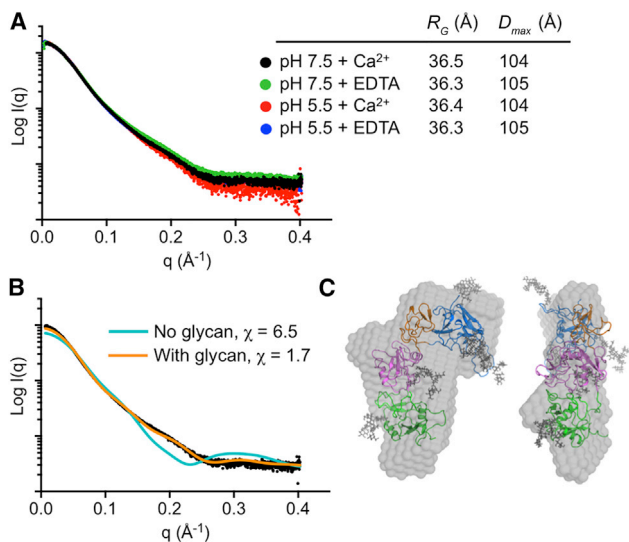 A
R_G (Å) D_max (Å)
pH 7.5 + Ca²⁺ 36.5 104
pH 7.5 + EDTA 36.3 105
pH 5.5 + Ca²⁺ 36.4 104
pH 5.5 + EDTA 36.3 105
Log I(q)
0.0 0.1 0.2 0.3 0.4
q (Å⁻¹)
B
No glycan, χ = 6.5
With glycan, χ = 1.7
Log I(q)
0.0 0.1 0.2 0.3 0.4
q (Å⁻¹)
C